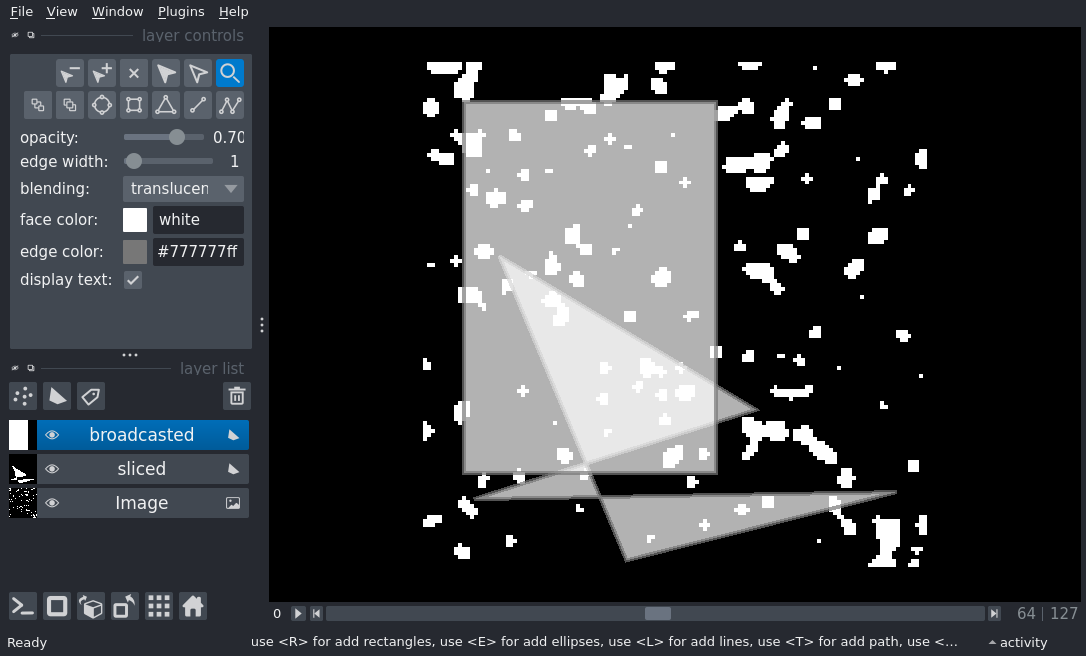 File View Window Plugins Help
layer controls
opacity: 0.70
edge width: 1
blending: translucen
face color: white
edge color: #777777ff
display text:
layer list
broadcasted
sliced
Image
0 64 127
Ready use <R> for add rectangles, use <E> for add ellipses, use <L> for add lines, use <T> for add path, use <... activity